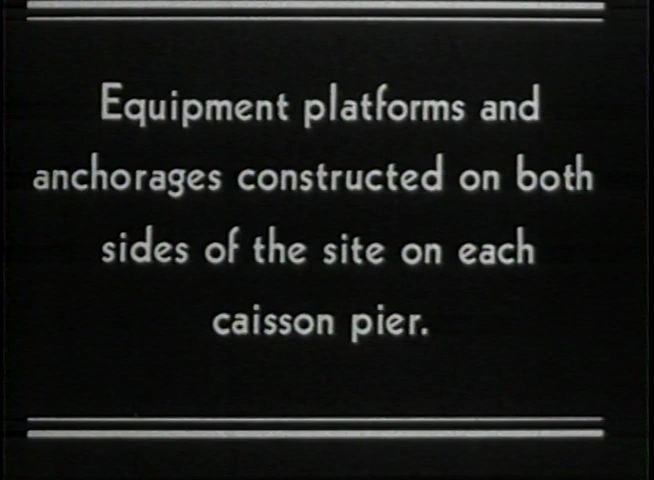 Equipment platforms and
anchorages constructed on both
sides of the site on each
caisson pier.